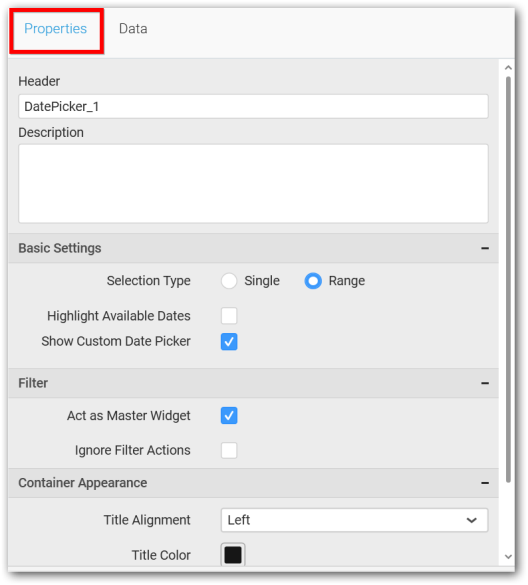 Properties Data
Header
DatePicker_1
Description
Basic Settings
Selection Type Single Range
Highlight Available Dates
Show Custom Date Picker
Filter
Act as Master Widget
Ignore Filter Actions
Container Appearance
Title Alignment Left
Title Color